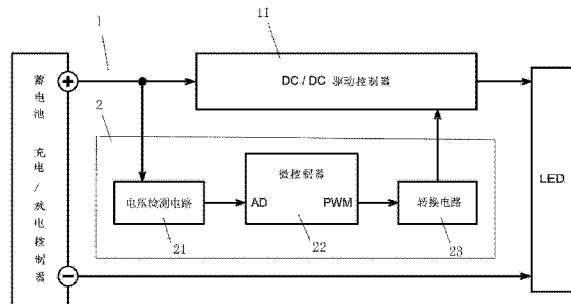 1
11
蓄电池 充电/放电控制器
+
DC / DC 驱动控制器
2
LED
微控制器
电压检测电路
AD
PWM
转换电路
21
22
23
−